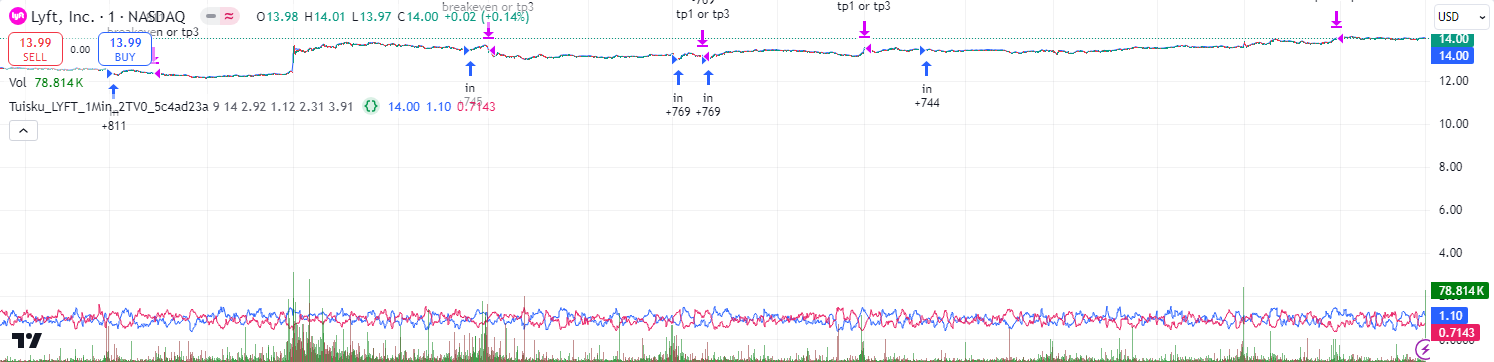 breakeven or tp3
-769
tp1 or tp3
tp1 or tp3
Lyft, Inc. · 1 · NASDAQ
O13.98 H14.01 L13.97 C14.00 +0.02 (+0.14%)
USD
breakeven or tp3
13.99
SELL
0.00
13.99
BUY
14.00
14.00
Vol 78.814K
12.00
in
745
in
+769
in
+769
in
+744
Tuisku_LYFT_1Min_2TV0_5c4ad23a 9 14 2.92 1.12 2.31 3.91 {} 14.00 1.10 0.7143
in
+811
10.00
8.00
6.00
4.00
78.814K
1.10
0.7143